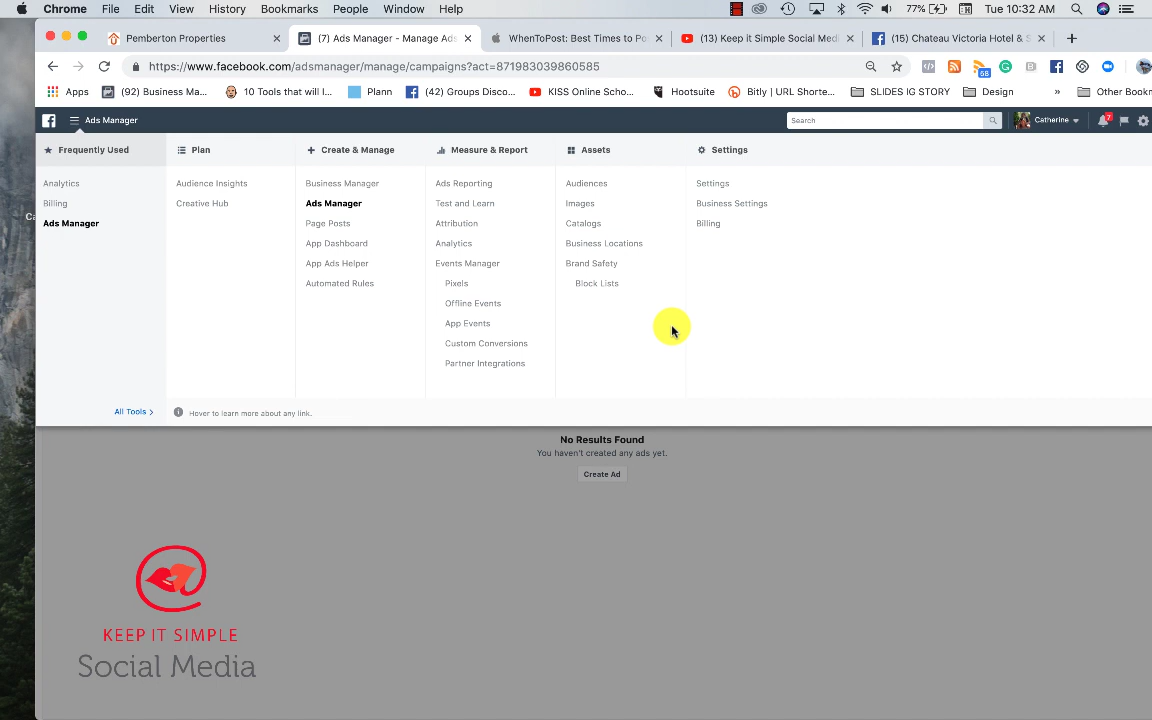 Chrome File Edit View History Bookmarks People Window Help 77% Tue 10:32 AM
Pemberton Properties (7) Ads Manager - Manage Ads WhenToPost: Best Times to Po (13) Keep it Simple Social Med (15) Chateau Victoria Hotel & S
https://www.facebook.com/adsmanager/manage/campaigns?act=871983039860585 58
Apps (92) Business Ma... 10 Tools that will I... Plann (42) Groups Disco... KISS Online Scho... Hootsuite Bitly | URL Shorte... SLIDES IG STORY Design » Other Bookm
Ads Manager Search Catherine 7
Frequently Used Plan Create & Manage Measure & Report Assets Settings
Analytics Audience Insights Business Manager Ads Reporting Audiences Settings
Billing Creative Hub Ads Manager Test and Learn Images Business Settings
Ads Manager Page Posts Attribution Catalogs Billing
App Dashboard Analytics Business Locations
App Ads Helper Events Manager Brand Safety
Automated Rules Pixels Block Lists
Offline Events
App Events
Custom Conversions
Partner Integrations
All Tools > Hover to learn more about any link.
No Results Found
You haven't created any ads yet.
Create Ad
KEEP IT SIMPLE
Social Media